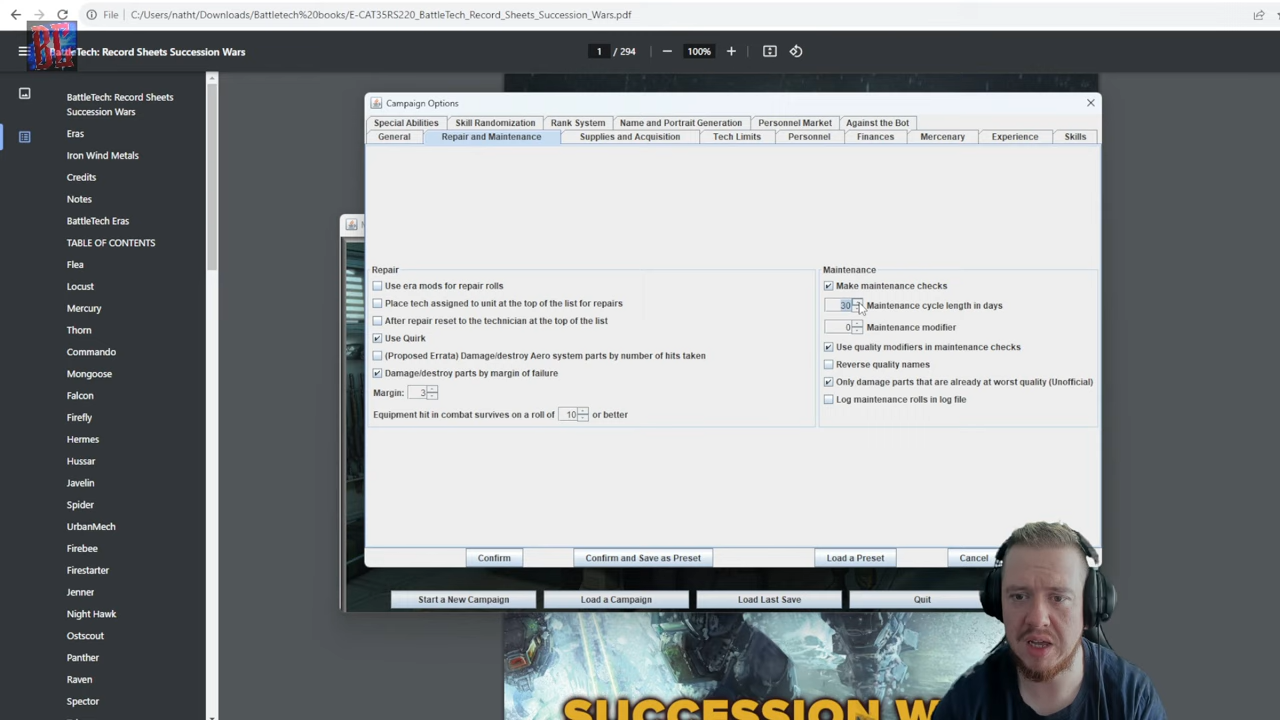 File
C:/Users/natht/Downloads/Battletech%20books/E-CAT35RS220_BattleTech_Record_Sheets_Succession_Wars.pdf
BattleTech: Record Sheets Succession Wars
1 / 294
100%
BattleTech: Record Sheets
Succession Wars
Eras
Iron Wind Metals
Credits
Notes
BattleTech Eras
TABLE OF CONTENTS
Flea
Locust
Mercury
Thorn
Commando
Mongoose
Falcon
Firefly
Hermes
Hussar
Javelin
Spider
UrbanMech
Firebee
Firestarter
Jenner
Night Hawk
Ostscout
Panther
Raven
Spector
Campaign Options
Special Abilities
Skill Randomization
Rank System
Name and Portrait Generation
Personnel Market
Against the Bot
General
Repair and Maintenance
Supplies and Acquisition
Tech Limits
Personnel
Finances
Mercenary
Experience
Skills
Repair
Use era mods for repair rolls
Place tech assigned to unit at the top of the list for repairs
After repair reset to the technician at the top of the list
Use Quirk
(Proposed Errata) Damage/destroy Aero system parts by number of hits taken
Damage/destroy parts by margin of failure
Margin: 3
Equipment hit in combat survives on a roll of 10 or better
Maintenance
Make maintenance checks
30 Maintenance cycle length in days
0 Maintenance modifier
Use quality modifiers in maintenance checks
Reverse quality names
Only damage parts that are already at worst quality (Unofficial)
Log maintenance rolls in log file
Confirm
Confirm and Save as Preset
Load a Preset
Cancel
Start a New Campaign
Load a Campaign
Load Last Save
Quit
SUCCESSION W